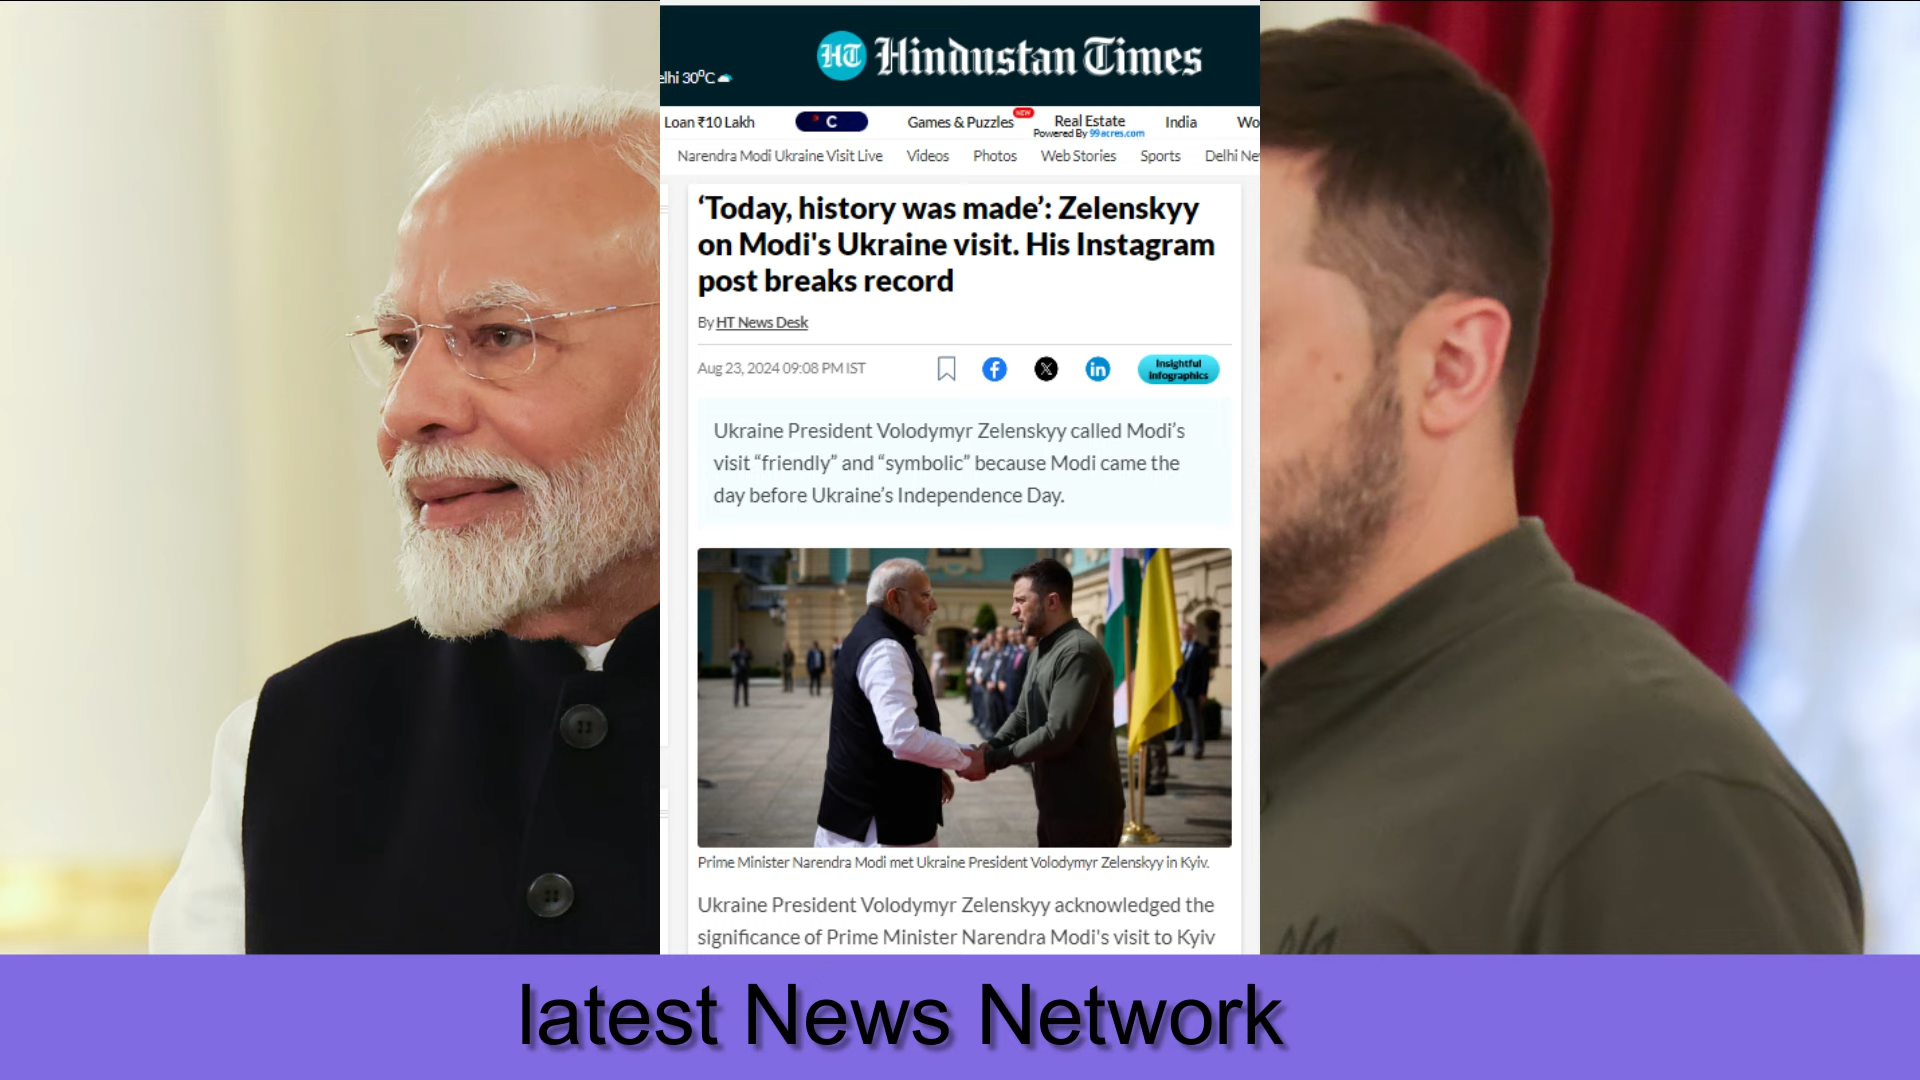 HT Hindustan Times
elhi 30°C
Loan ₹10 Lakh
C
Games & Puzzles
NEW
Real Estate
Powered By 99acres.com
India
Wo
Narendra Modi Ukraine Visit Live
Videos
Photos
Web Stories
Sports
Delhi Ne
‘Today, history was made’: Zelenskyy
on Modi's Ukraine visit. His Instagram
post breaks record
By HT News Desk
Aug 23, 2024 09:08 PM IST
f
X
in
Insightful
Infographics
Ukraine President Volodymyr Zelenskyy called Modi’s
visit “friendly” and “symbolic” because Modi came the
day before Ukraine’s Independence Day.
Prime Minister Narendra Modi met Ukraine President Volodymyr Zelenskyy in Kyiv.
Ukraine President Volodymyr Zelenskyy acknowledged the
significance of Prime Minister Narendra Modi's visit to Kyiv
latest News Network